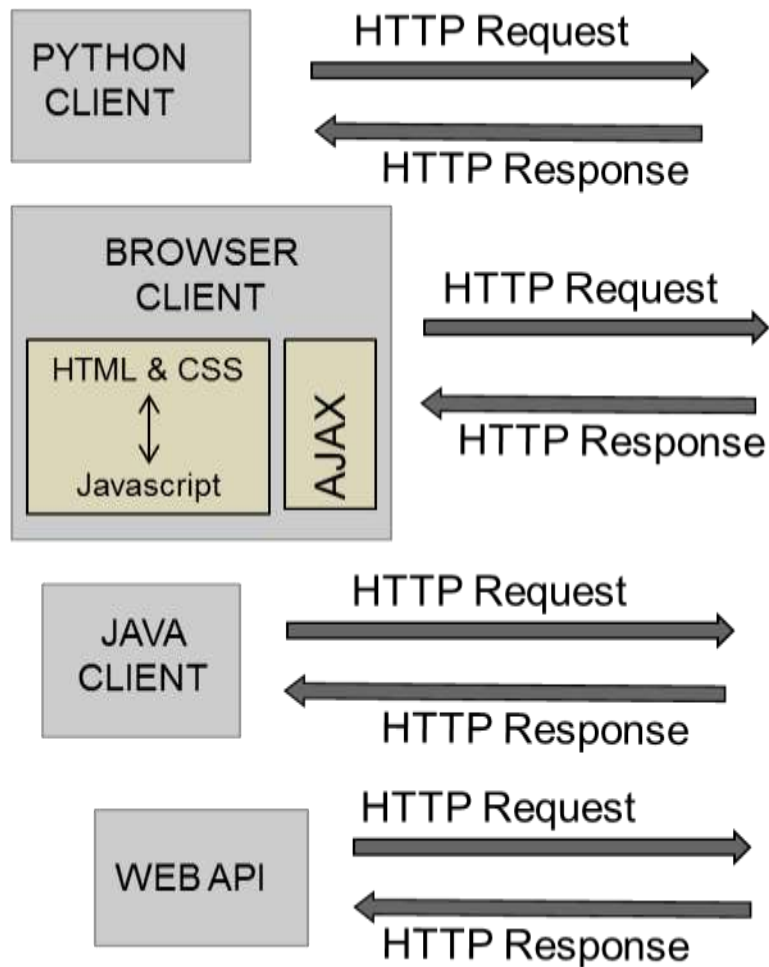 PYTHON
CLIENT
HTTP Request
HTTP Response
BROWSER
CLIENT
HTML & CSS
Javascript
AJAX
HTTP Request
HTTP Response
JAVA
CLIENT
HTTP Request
HTTP Response
WEB API
HTTP Request
HTTP Response